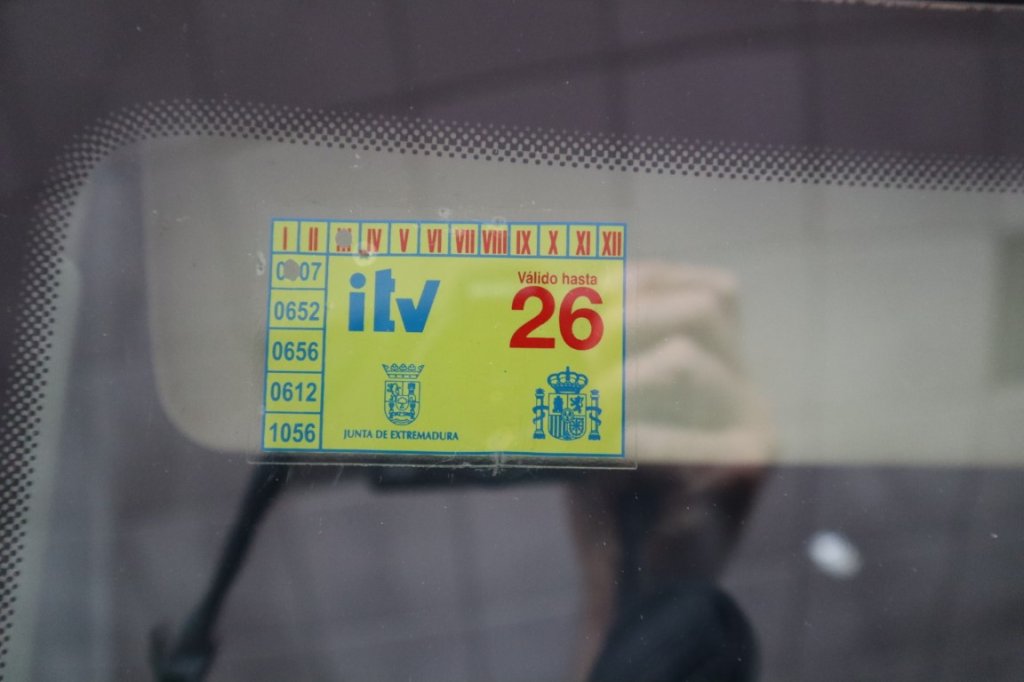 I II III IV V VI VII VIII IX X XI XII
itv
Válido hasta
26
0652
0656
0612
1056
JUNTA DE EXTREMADURA